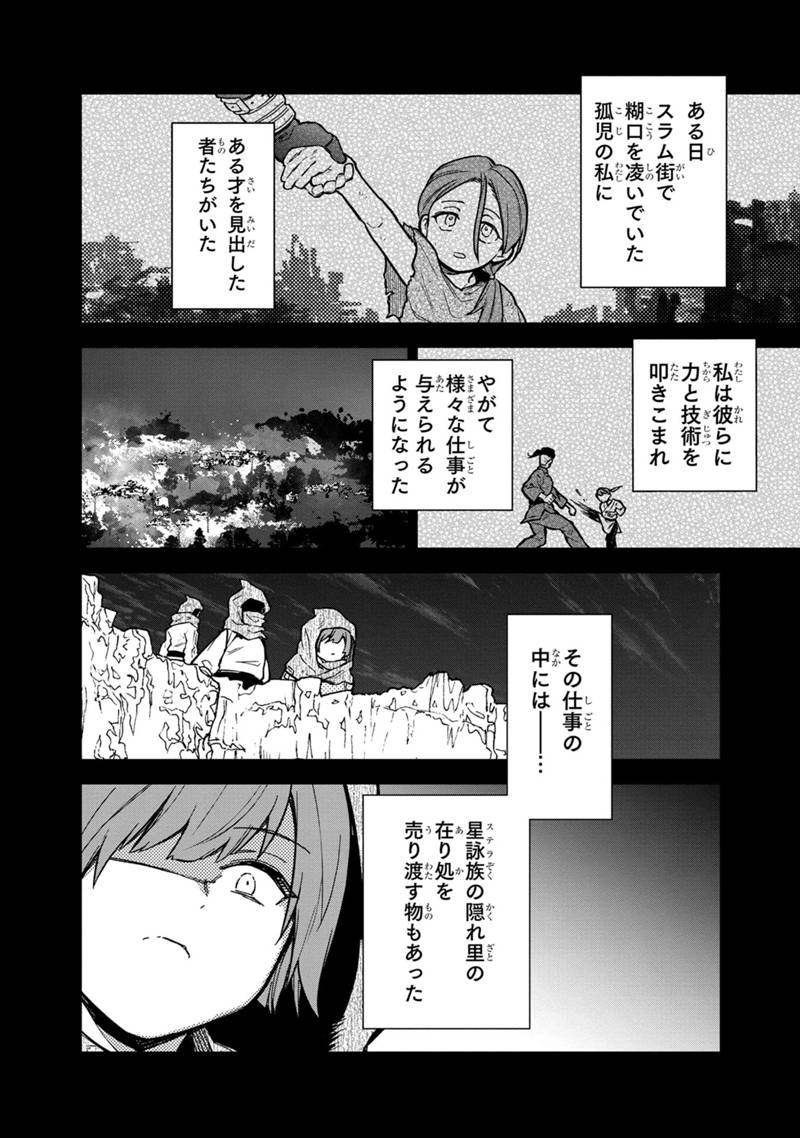 ある日
スラム街で
糊口を凌いでいた
孤児の私に
ある才を見出した
者たちがいた
私は彼らに
力と技術を
叩きこまれ
やがて
様々な仕事が
与えられる
ようになった
その仕事の
中には――…
星詠族の隠れ里の
在り処を
売り渡す物もあった